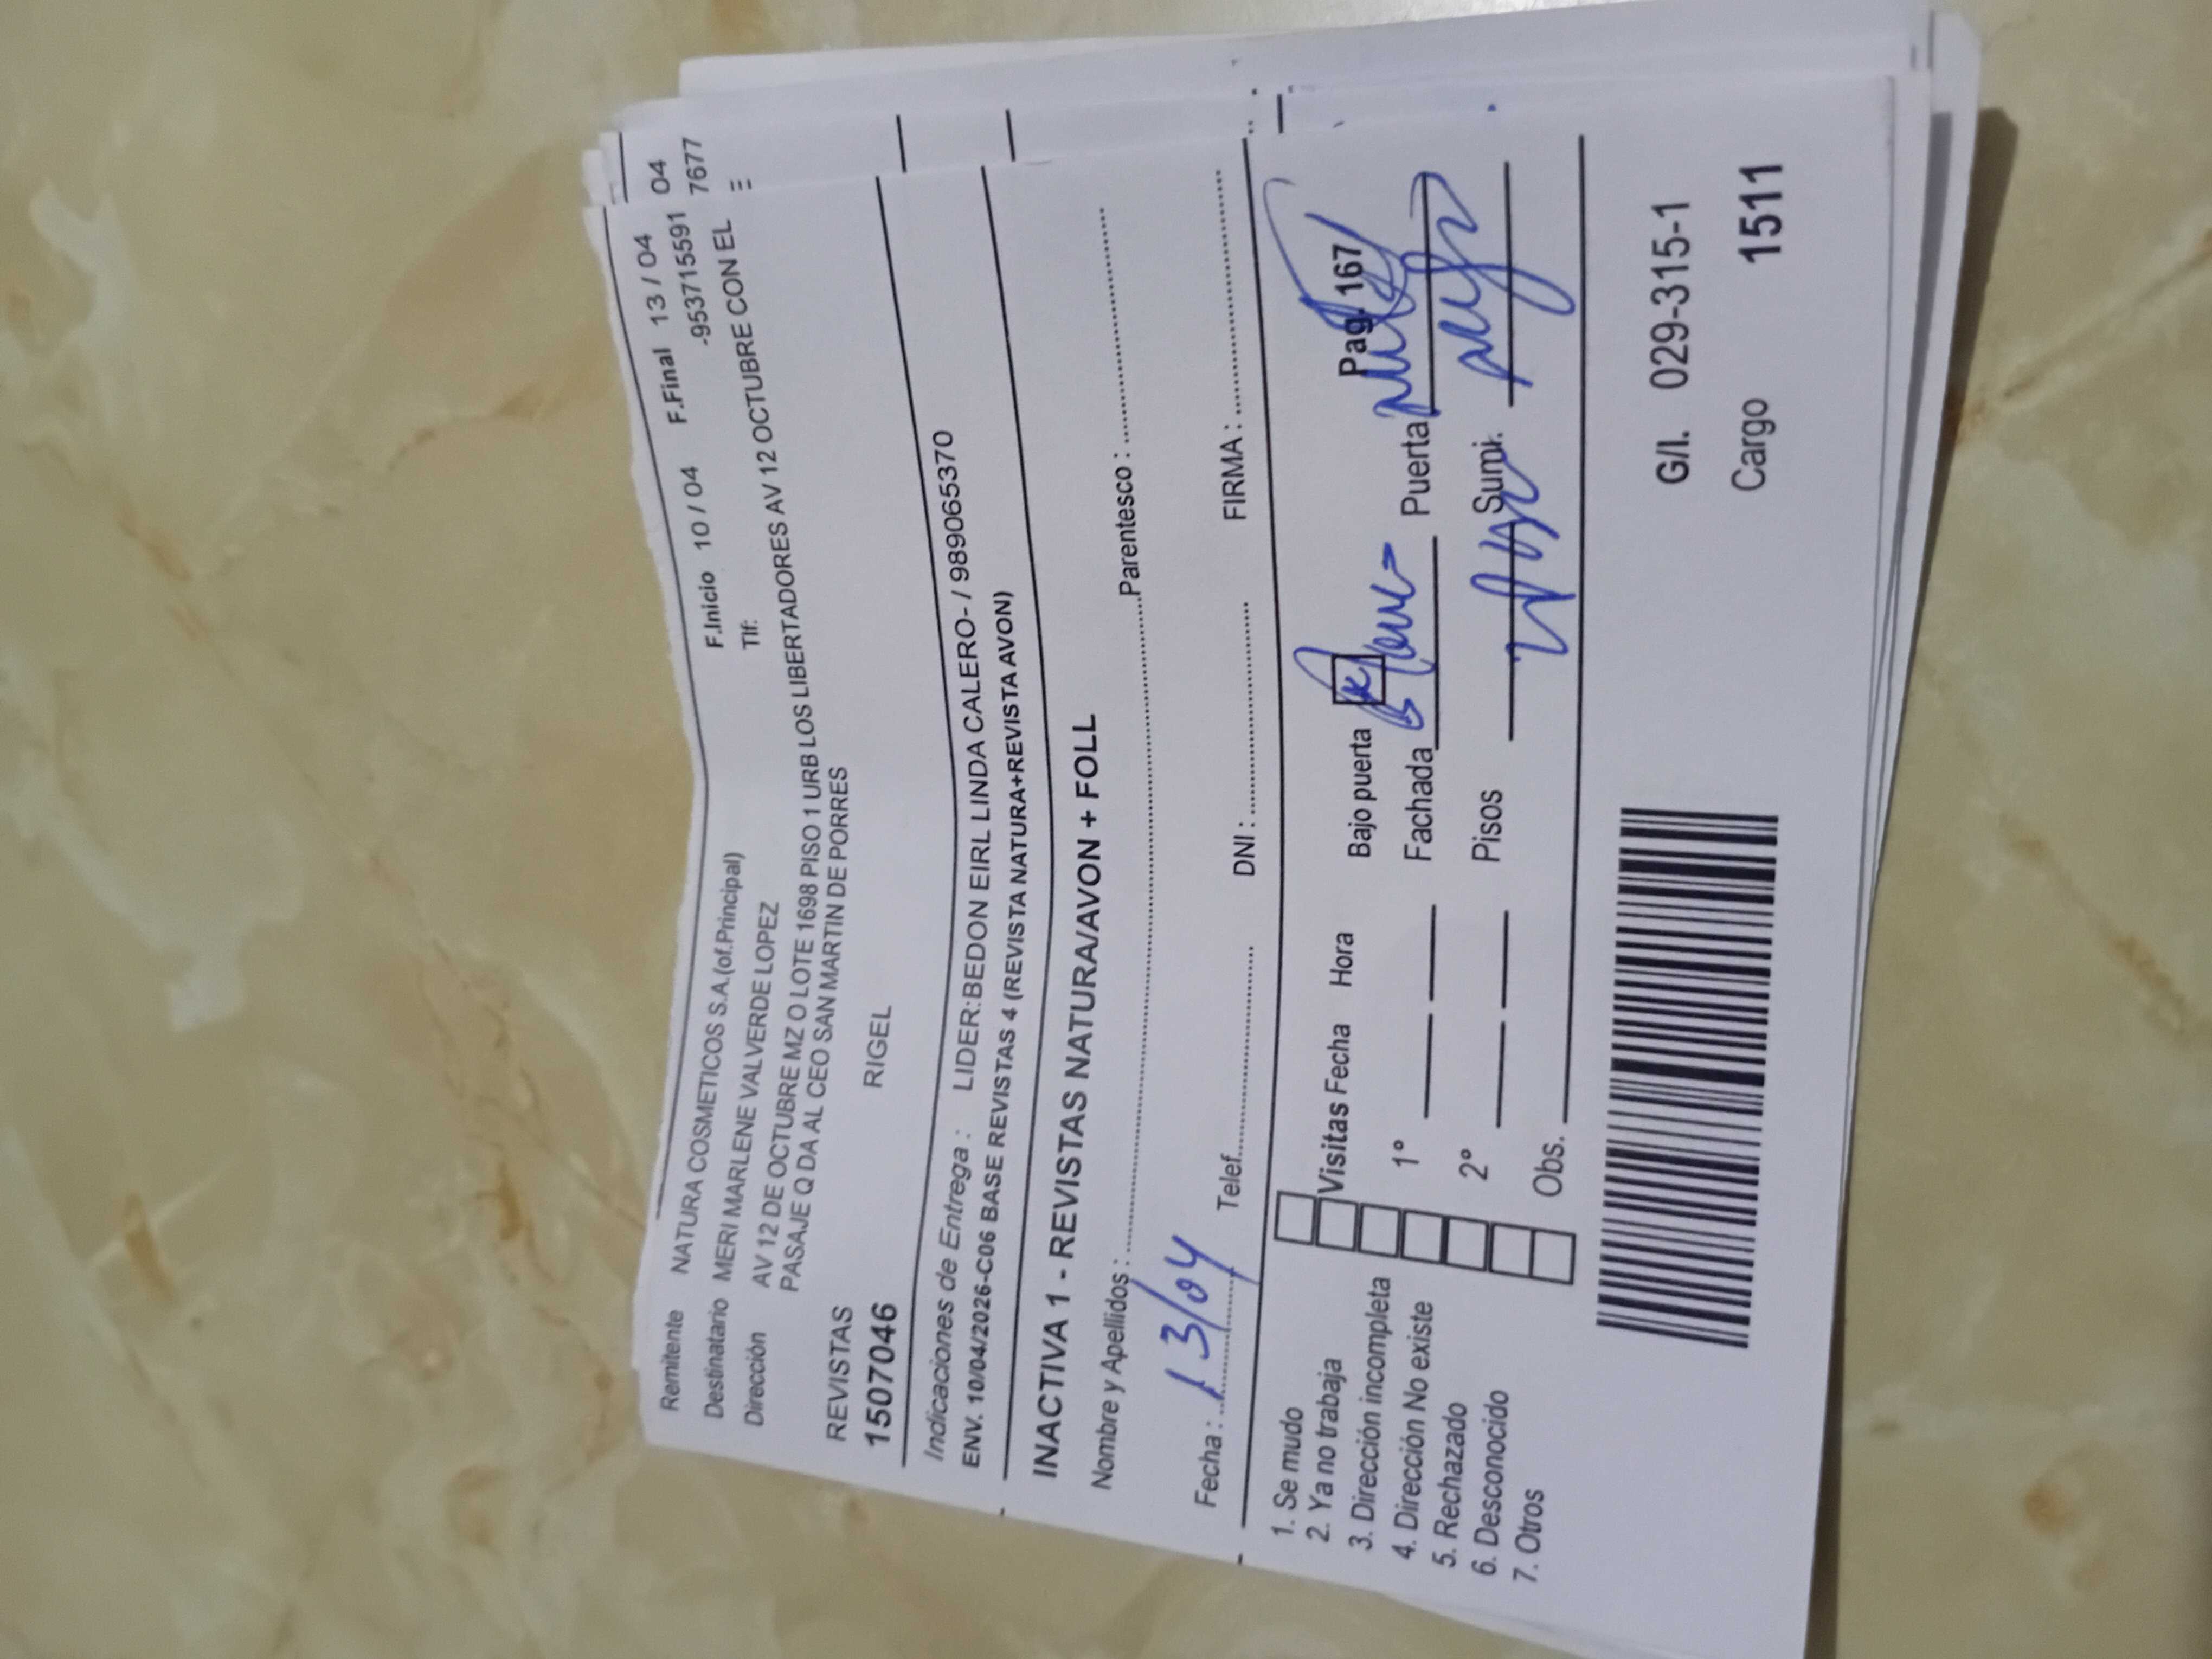 Remitente NATURA COSMETICOS S.A.(of.Principal) F.Inicio 10 / 04 F.Final 13 / 04
Destinatario MERI MARLENE VALVERDE LOPEZ Tlf: -953715591
Dirección AV 12 DE OCTUBRE MZ O LOTE 1698 PISO 1 URB LOS LIBERTADORES AV 12 OCTUBRE CON EL
PASAJE Q DA AL CEO SAN MARTIN DE PORRES
04
7677
REVISTAS
1507046 RIGEL
Indicaciones de Entrega : LIDER:BEDON EIRL LINDA CALERO- / 989065370
ENV. 10/04/2026-C06 BASE REVISTAS 4 (REVISTA NATURA+REVISTA AVON)
INACTIVA 1 - REVISTAS NATURA/AVON + FOLL
Nombre y Apellidos : Parentesco :
Fecha : 13/04 Telef. DNI : FIRMA :
1. Se mudo
2. Ya no trabaja
3. Dirección incompleta
4. Dirección No existe
5. Rechazado
6. Desconocido
7. Otros
Visitas Fecha Hora
1°
2°
Obs.
Bajo puerta Pag. 167
Fachada Puerta
Pisos Sumi.
G/I. 029-315-1
Cargo 1511